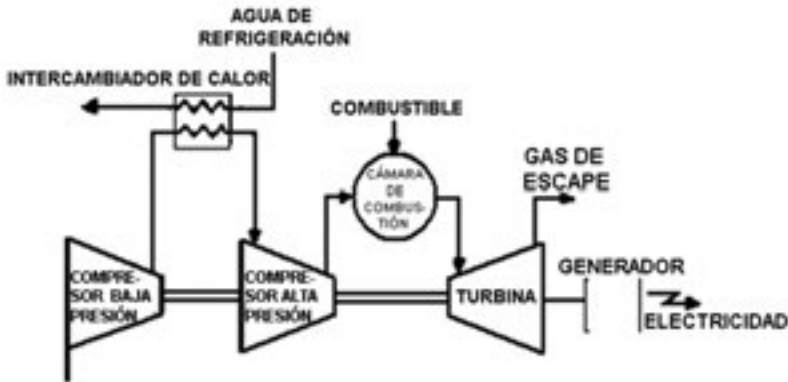 AGUA DE
REFRIGERACIÓN
INTERCAMBIADOR DE CALOR
COMBUSTIBLE
CÁMARA
DE
COMBUS-
TIÓN
GAS DE
ESCAPE
COMPRE-
SOR BAJA
PRESIÓN
COMPRE-
SOR ALTA
PRESIÓN
TURBINA
GENERADOR
ELECTRICIDAD